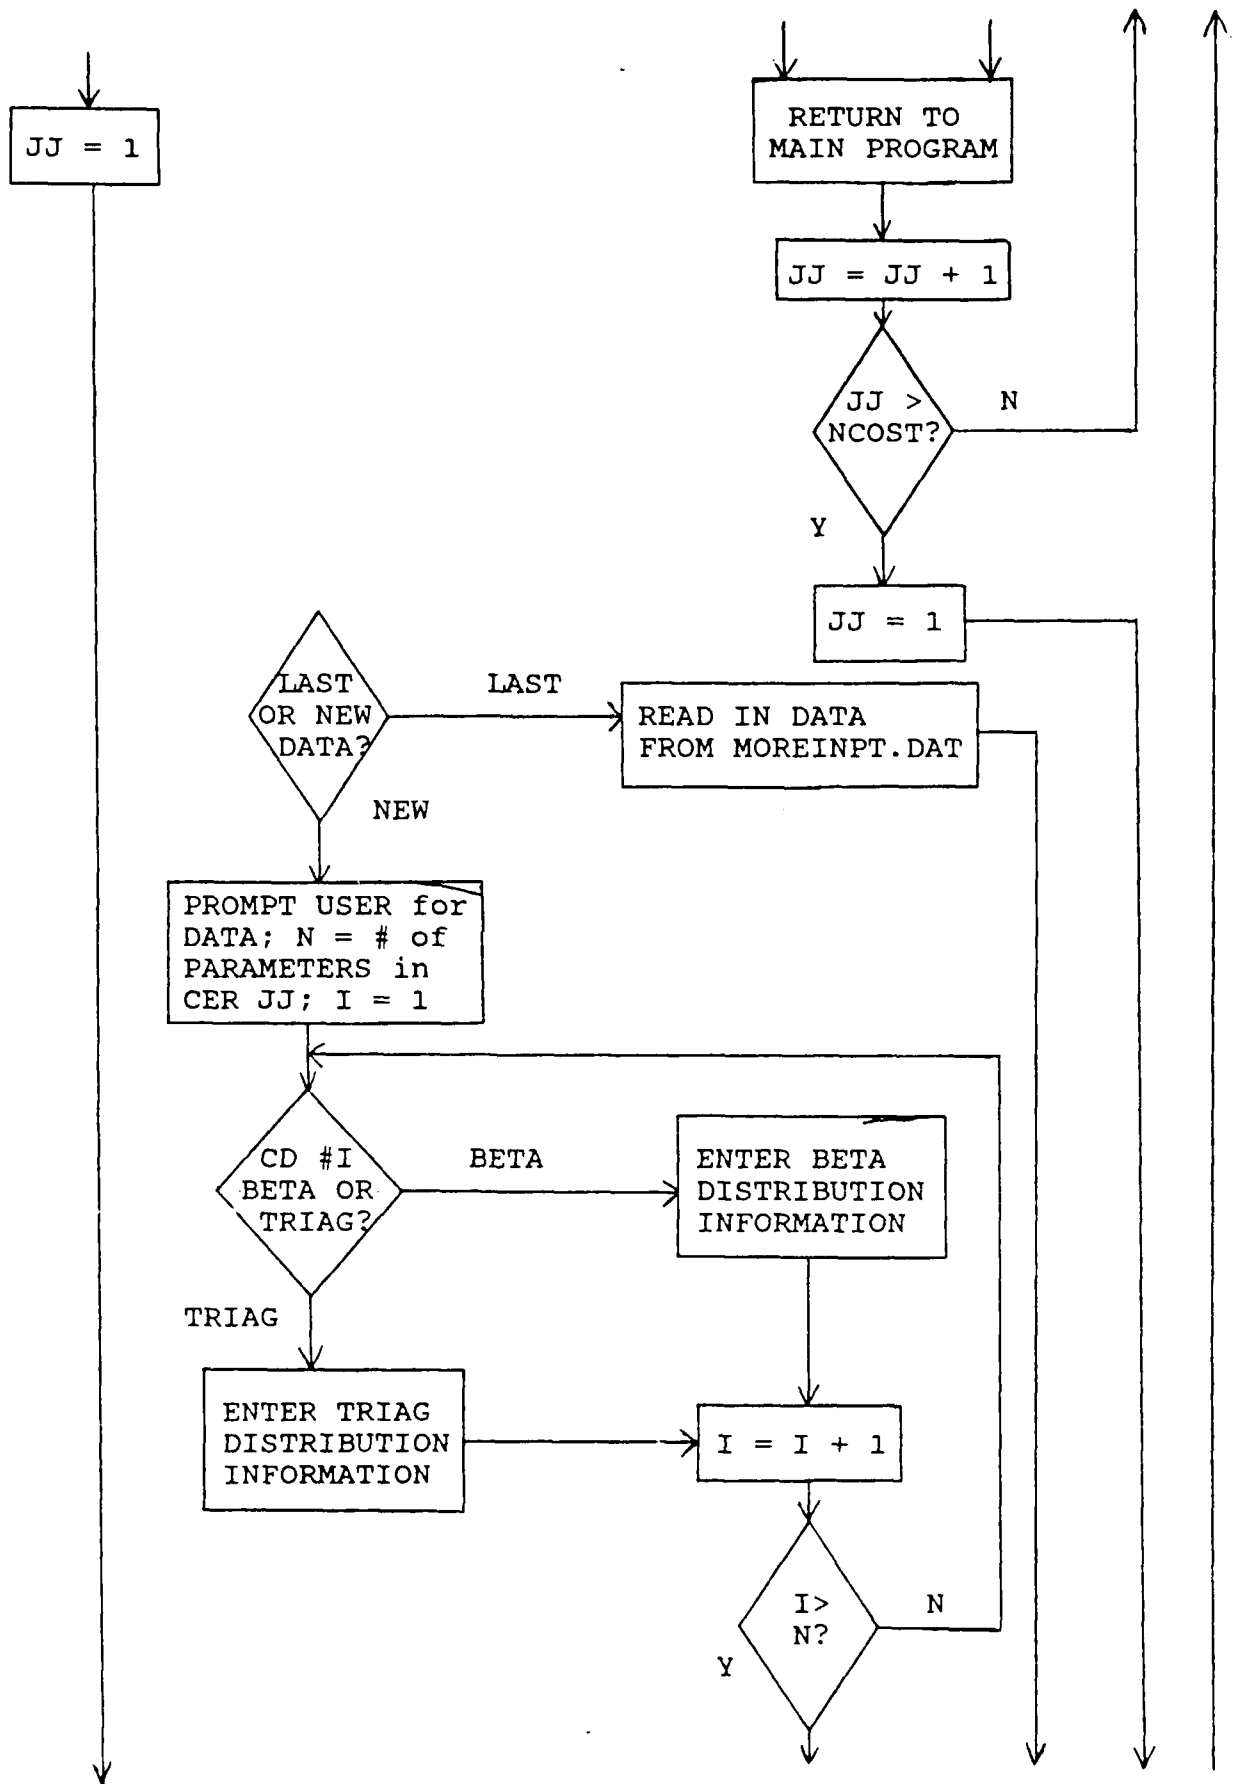 JJ = 1
RETURN TO
MAIN PROGRAM
JJ = JJ + 1
JJ >
NCOST?
N
Y
JJ = 1
LAST
OR NEW
DATA?
LAST
READ IN DATA
FROM MOREINPT.DAT
NEW
PROMPT USER for
DATA; N = # of
PARAMETERS in
CER JJ; I = 1
CD #I
BETA OR
TRIAG?
BETA
ENTER BETA
DISTRIBUTION
INFORMATION
TRIAG
ENTER TRIAG
DISTRIBUTION
INFORMATION
I = I + 1
I>
N?
N
Y